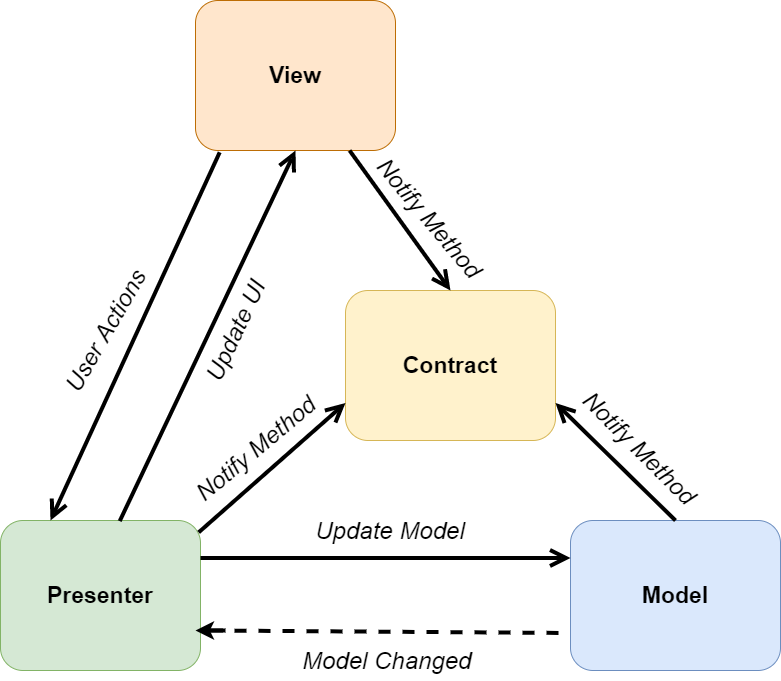 View
Notify Method
User Actions
Update UI
Contract
Notify Method
Notify Method
Update Model
Presenter
Model
Model Changed